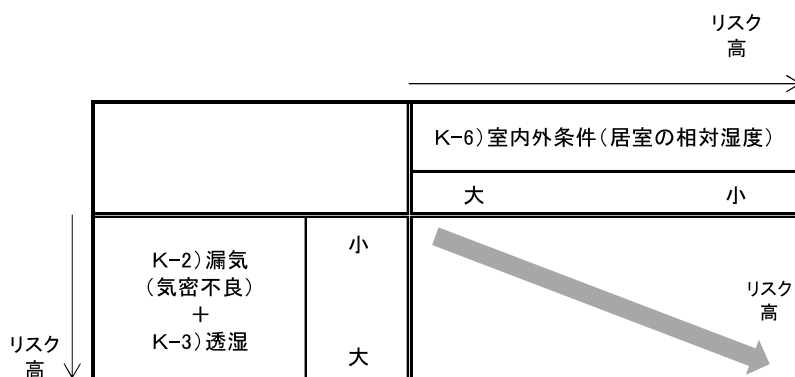 リスク
高
K-6)室内外条件(居室の相対湿度)
大 小
K-2)漏気
(気密不良)
+
K-3)透湿
小
大
リスク
高
リスク
高